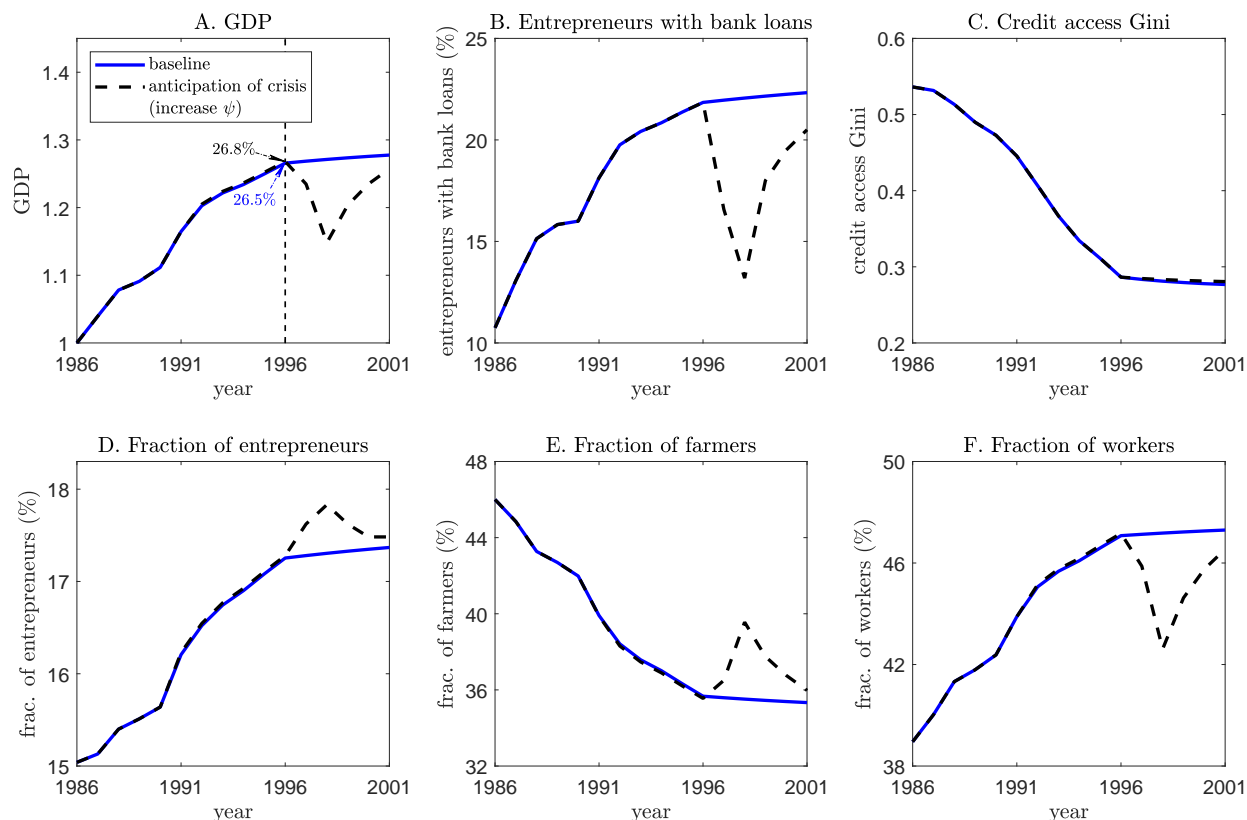 A. GDP
baseline
anticipation of crisis
(increase ψ)
26.8%
26.5%
GDP
1.4
1.3
1.2
1.1
1
1986
1991
1996
2001
year
B. Entrepreneurs with bank loans
entrepreneurs with bank loans (%)
25
20
15
10
1986
1991
1996
2001
year
C. Credit access Gini
credit access Gini
0.6
0.5
0.4
0.3
0.2
1986
1991
1996
2001
year
D. Fraction of entrepreneurs
frac. of entrepreneurs (%)
18
17
16
15
1986
1991
1996
2001
year
E. Fraction of farmers
frac. of farmers (%)
48
44
40
36
32
1986
1991
1996
2001
year
F. Fraction of workers
frac. of workers (%)
50
46
42
38
1986
1991
1996
2001
year